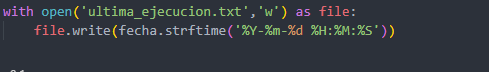 with open('ultima_ejecucion.txt','w') as file:
    file.write(fecha.strftime('%Y-%m-%d %H:%M:%S'))